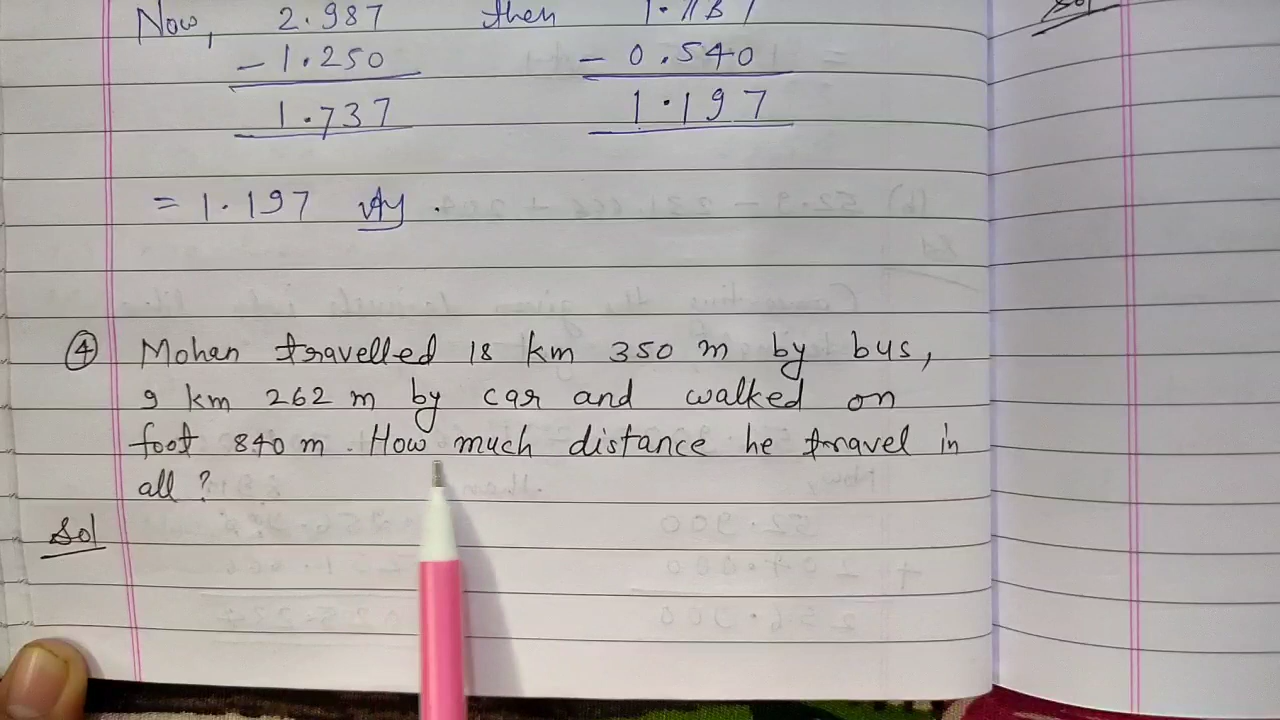 Now, 2.987 then
- 1.250 - 0.540
1.737 1.197
= 1.197 Ay.
④ Mohan travelled 18 km 350 m by bus,
9 km 262 m by car and walked on
foot 840 m. How much distance he travel in
all?
Sol